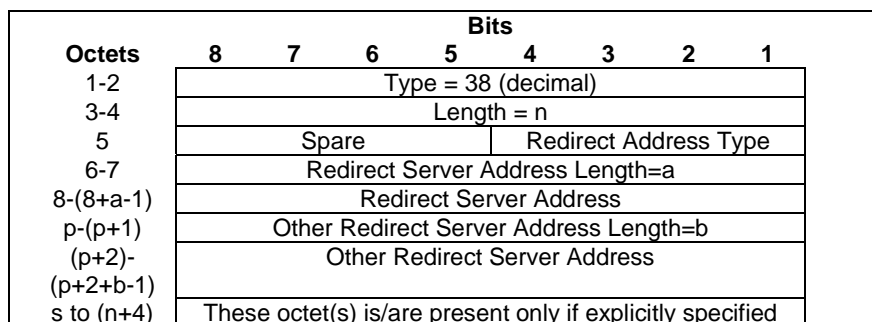 Bits
Octets 8 7 6 5 4 3 2 1
1-2 Type = 38 (decimal)
3-4 Length = n
5 Spare Redirect Address Type
6-7 Redirect Server Address Length=a
8-(8+a-1) Redirect Server Address
p-(p+1) Other Redirect Server Address Length=b
(p+2)- Other Redirect Server Address
(p+2+b-1)
s to (n+4) These octet(s) is/are present only if explicitly specified